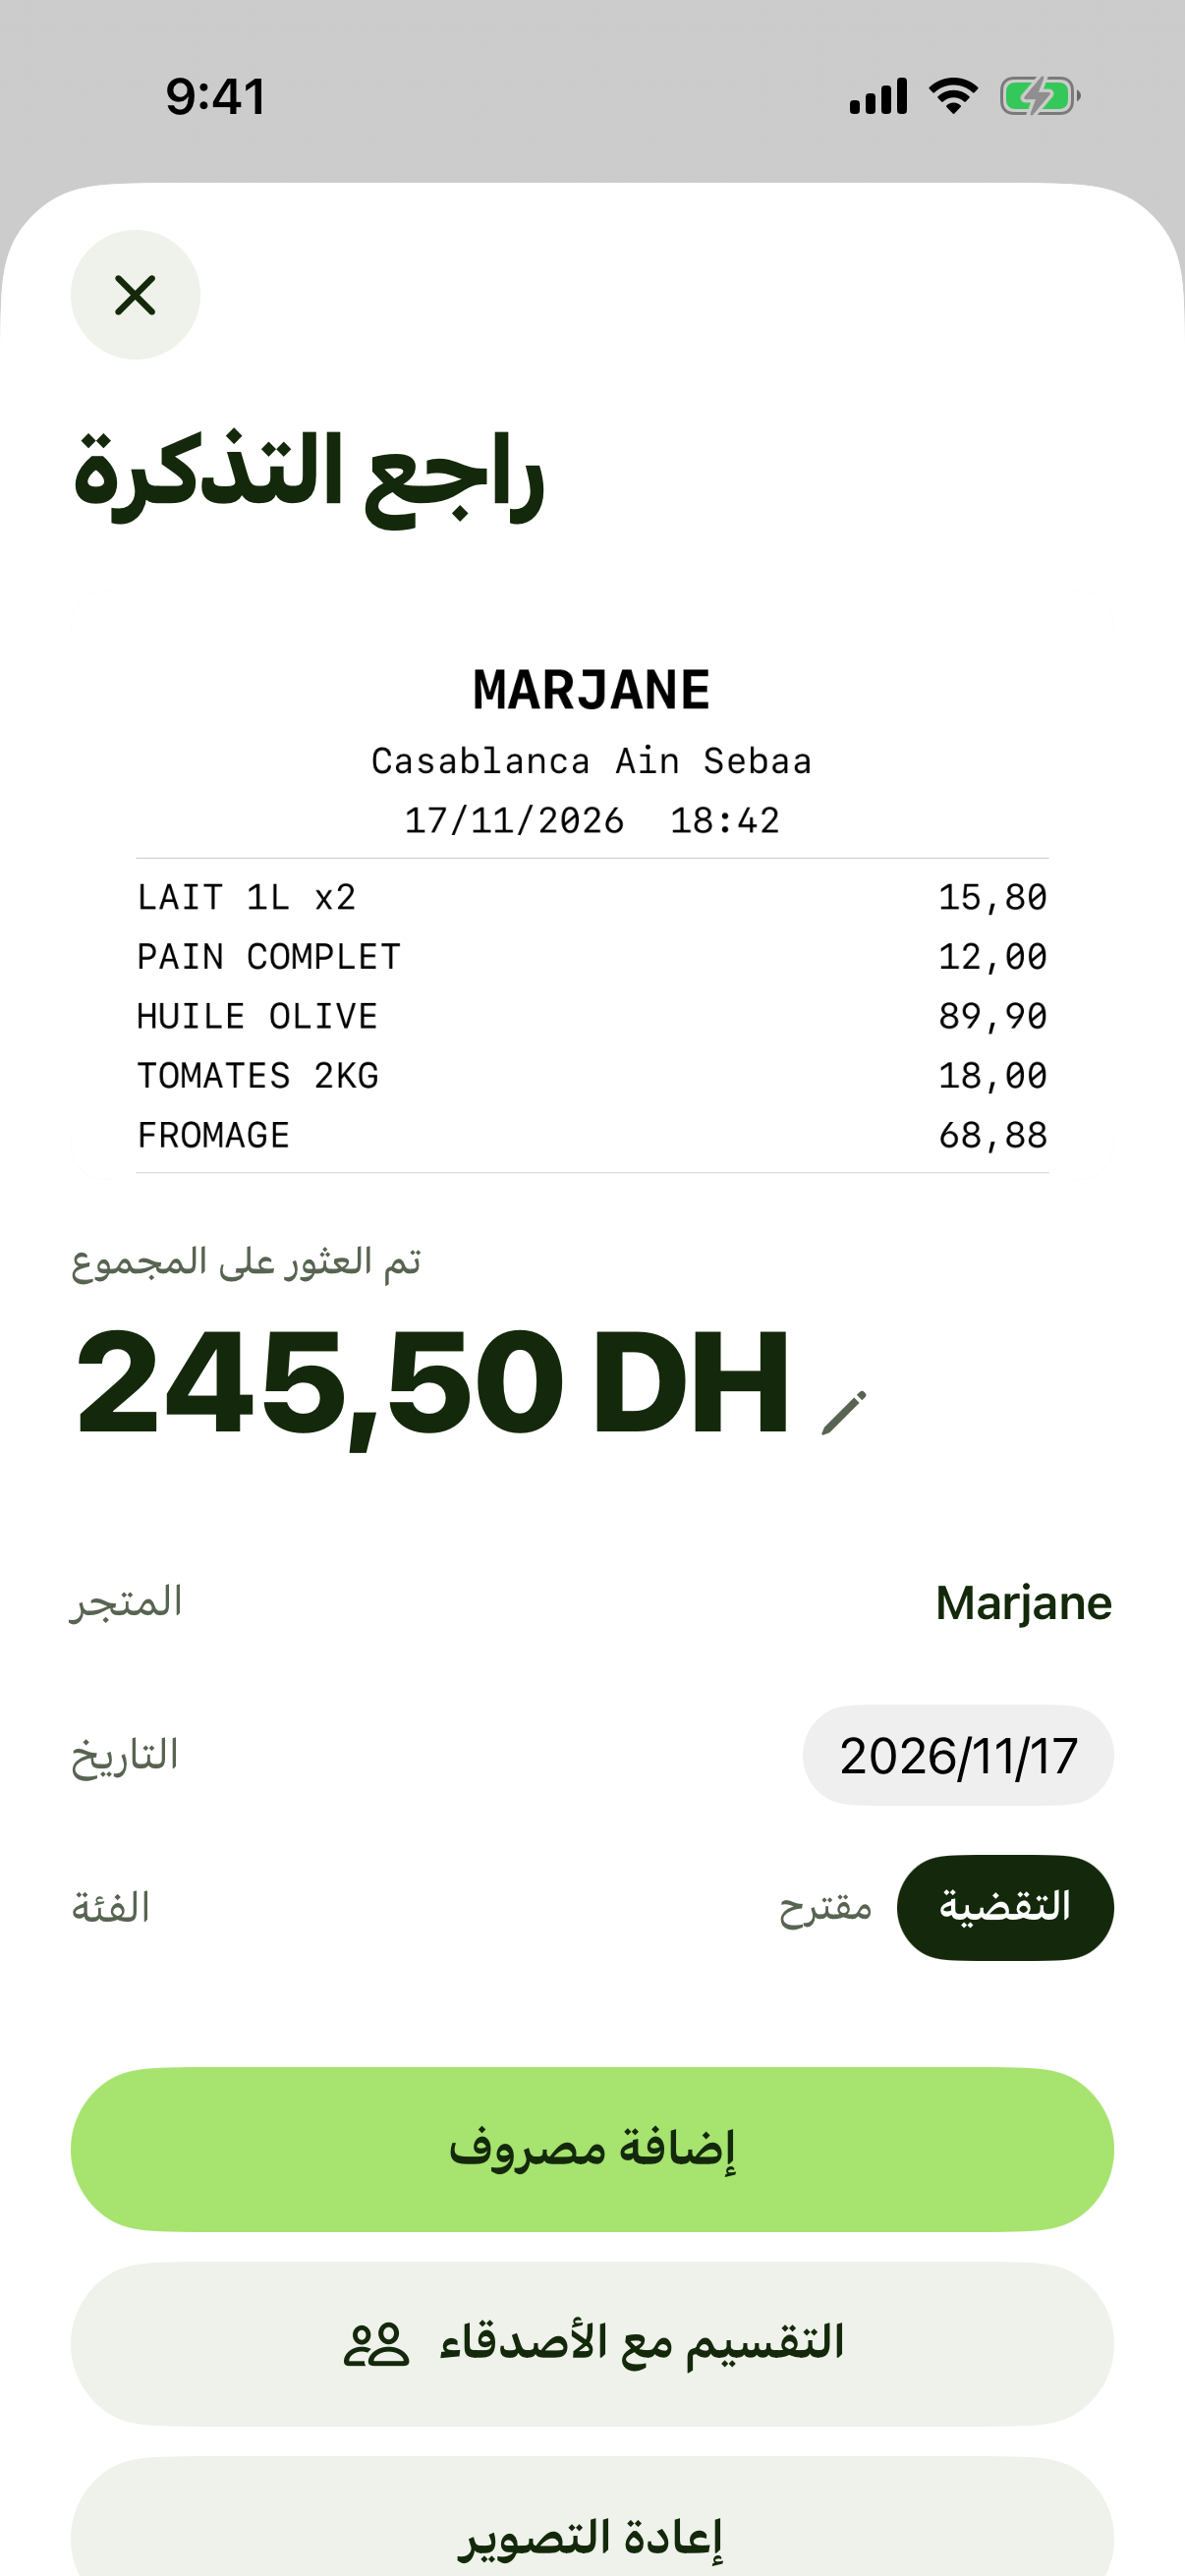 9:41
راجع التذكرة
MARJANE
Casablanca Ain Sebaa
17/11/2026 18:42
LAIT 1L x2 15,80
PAIN COMPLET 12,00
HUILE OLIVE 89,90
TOMATES 2KG 18,00
FROMAGE 68,88
تم العثور على المجموع
245,50 DH
المتجر Marjane
التاريخ 2026/11/17
الفئة مقترح التقضية
إضافة مصروف
التقسيم مع الأصدقاء
إعادة التصوير